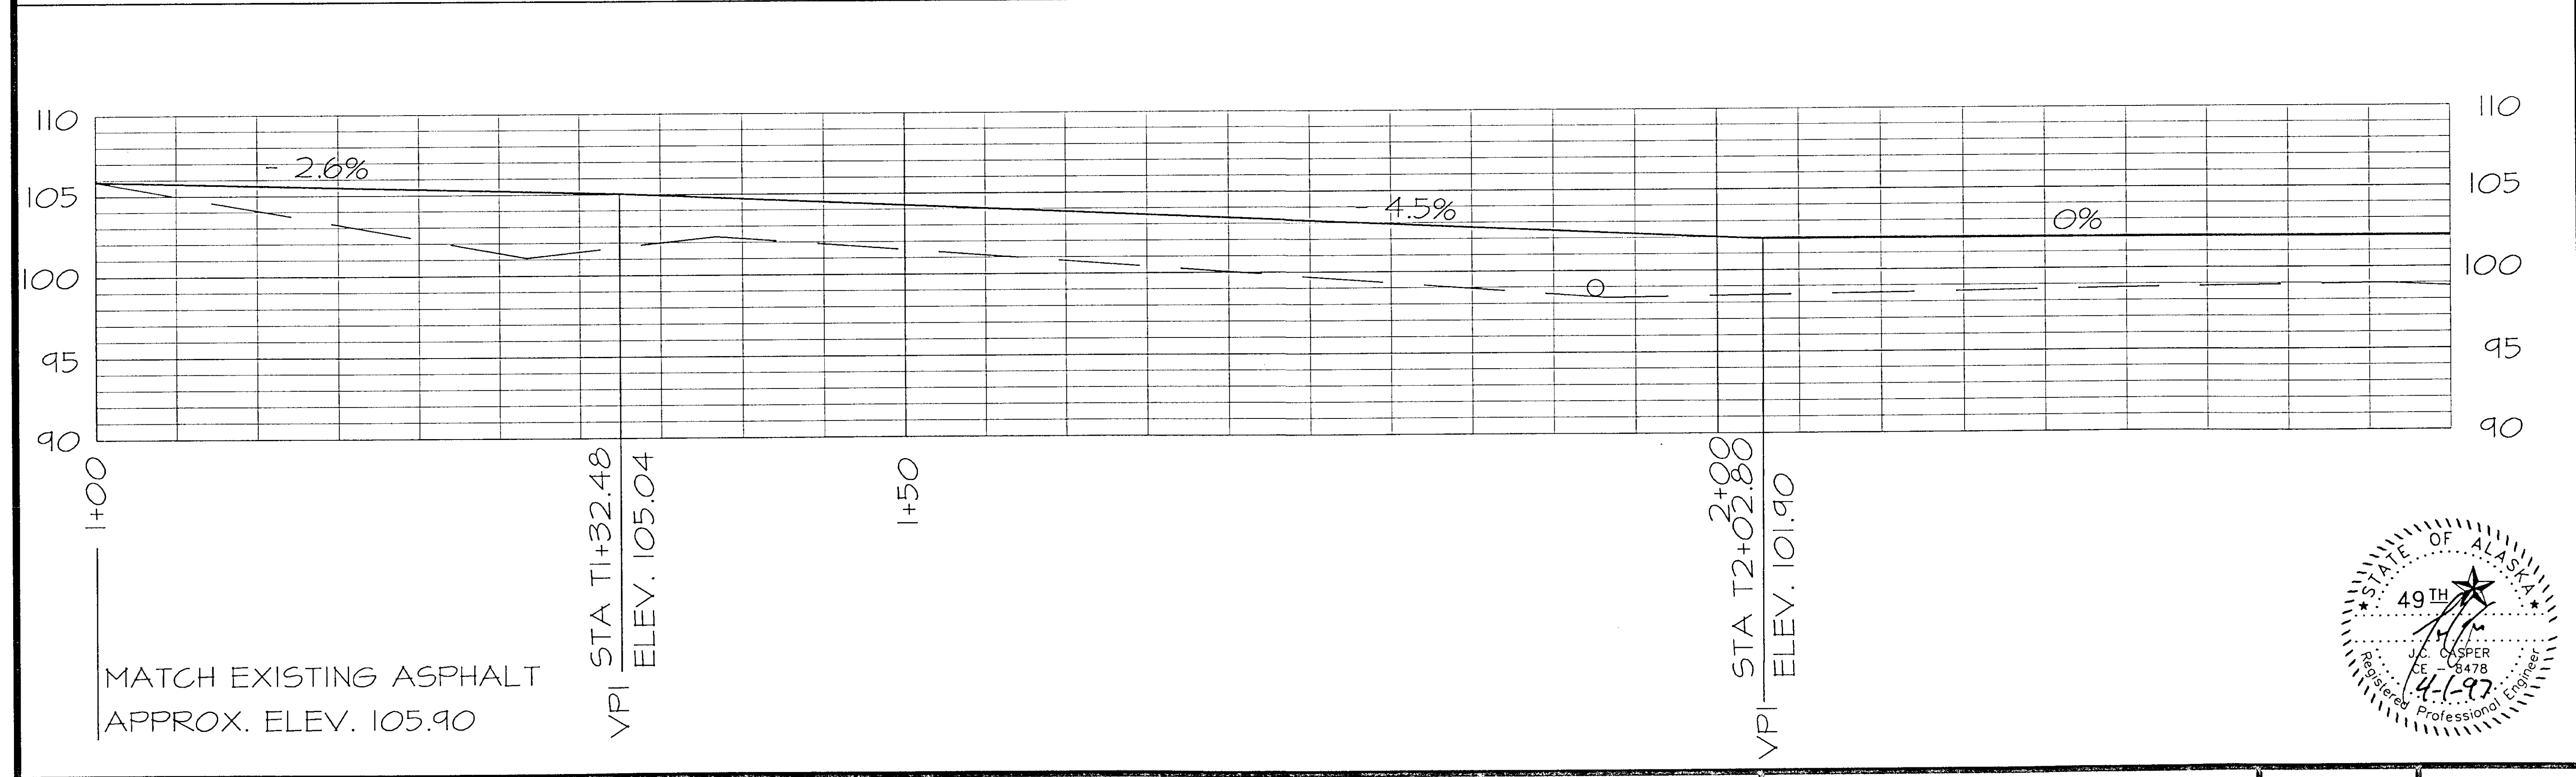 110
105
100
95
90
110
105
100
95
90
- 2.6%
- 4.5%
0%
1+00
VPI
STA T1+32.48
ELEV. 105.04
1+50
2+00
VPI
STA T2+02.80
ELEV. 101.90
MATCH EXISTING ASPHALT
APPROX. ELEV. 105.90
STATE OF ALASKA
49TH
J.C. CASPER
CE - 8478
4-1-97
Registered Professional Engineer